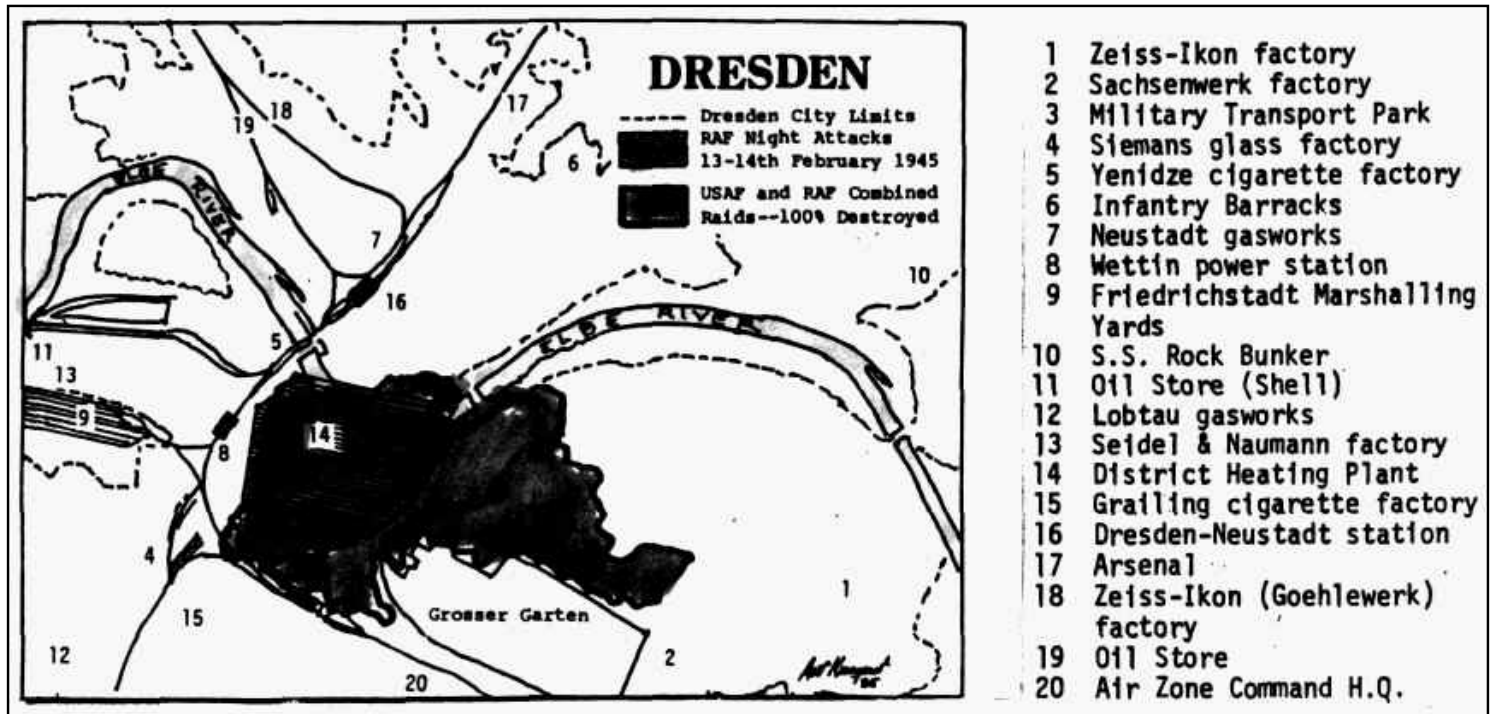 DRESDEN
Dresden City Limits
RAF Night Attacks
13-14th February 1945
USAF and RAF Combined
Raids--100% Destroyed
17
18
19
6
ELBE RIVER
7
10
16
ELBE RIVER
5
11
13
9
14
8
4
1
15
Grosser Garten
12
2
20
1 Zeiss-Ikon factory
2 Sachsenwerk factory
3 Military Transport Park
4 Siemans glass factory
5 Yenidze cigarette factory
6 Infantry Barracks
7 Neustadt gasworks
8 Wettin power station
9 Friedrichstadt Marshalling
Yards
10 S.S. Rock Bunker
11 Oil Store (Shell)
12 Lobtau gasworks
13 Seidel & Naumann factory
14 District Heating Plant
15 Grailing cigarette factory
16 Dresden-Neustadt station
17 Arsenal
18 Zeiss-Ikon (Goehlewerk)
factory
19 Oil Store
20 Air Zone Command H.Q.